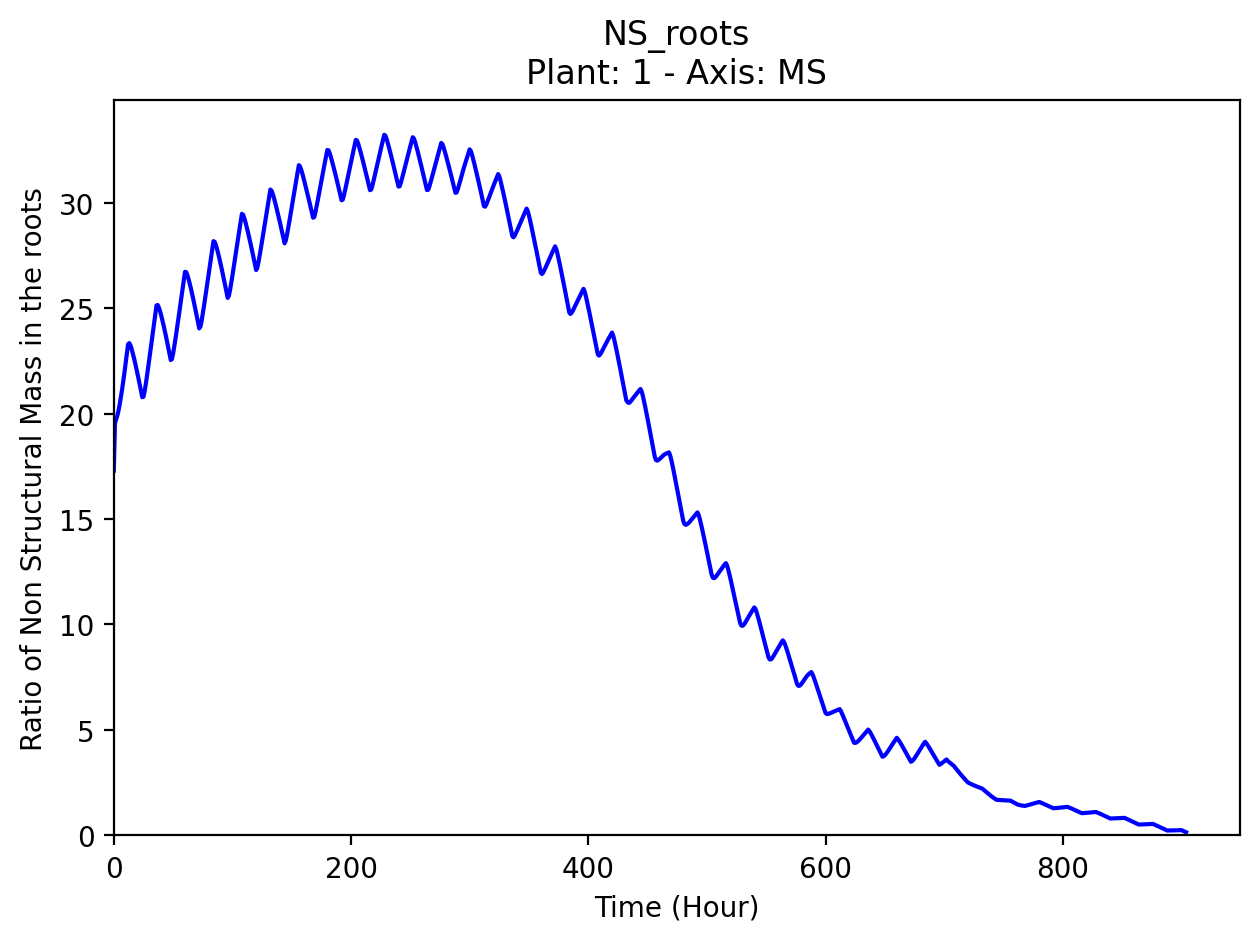 NS_roots
Plant: 1 - Axis: MS
Ratio of Non Structural Mass in the roots
30
25
20
15
10
5
0
0 200 400 600 800
Time (Hour)